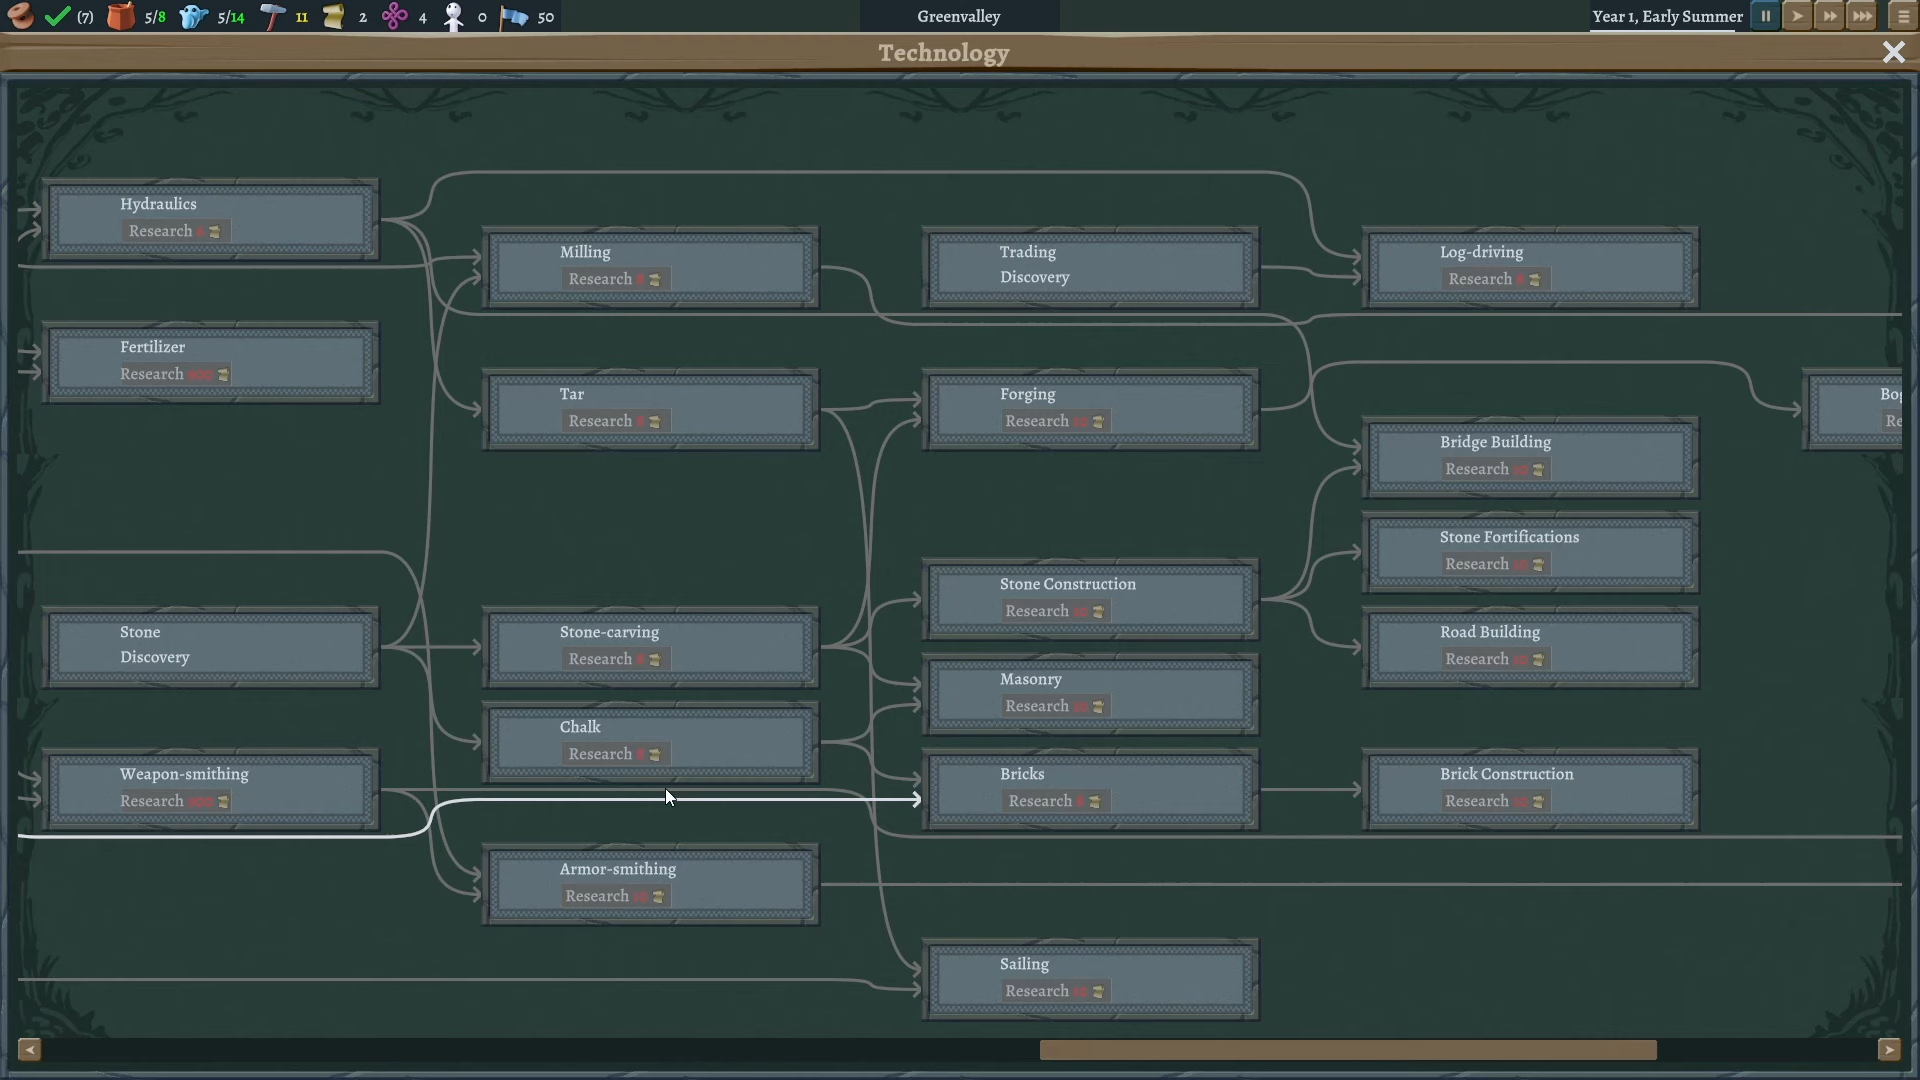 (7) 5/8 5/14 11 2 4 0 50
Greenvalley
Year 1, Early Summer
Technology
Hydraulics
Research
Milling
Research
Trading
Discovery
Log-driving
Research
Fertilizer
Research
Tar
Research
Forging
Research
Bridge Building
Research
Stone Fortifications
Research
Stone Construction
Research
Stone
Discovery
Stone-carving
Research
Road Building
Research
Masonry
Research
Chalk
Research
Weapon-smithing
Research
Bricks
Research
Brick Construction
Research
Armor-smithing
Research
Sailing
Research